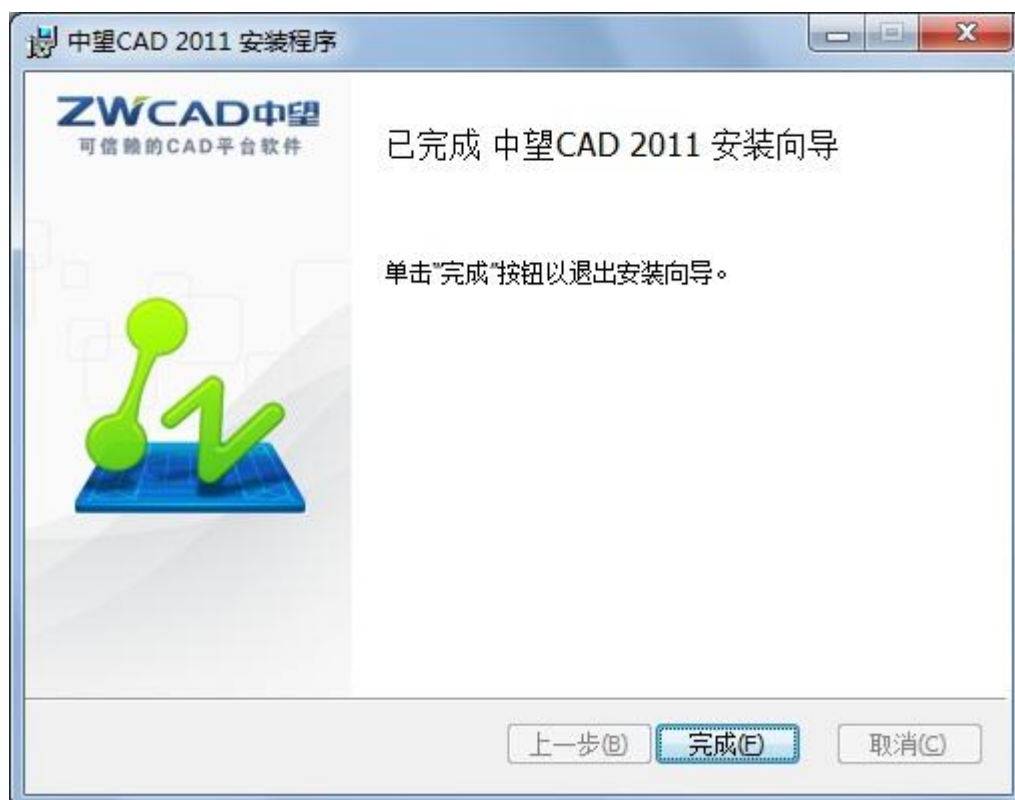 中望CAD 2011 安装程序
ZWCAD中望
可信赖的CAD平台软件
已完成 中望CAD 2011 安装向导
单击"完成"按钮以退出安装向导。
上一步(B) 完成(F) 取消(C)